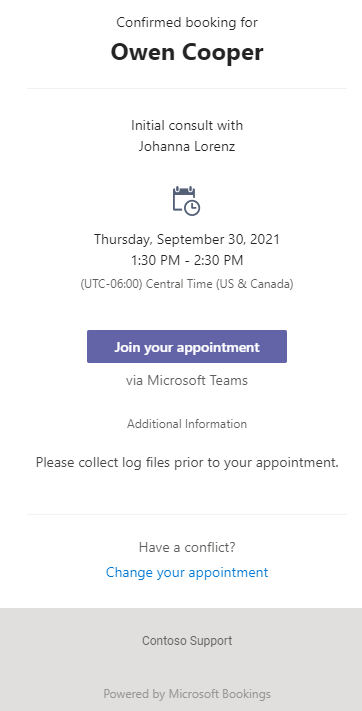 Confirmed booking for
Owen Cooper
Initial consult with
Johanna Lorenz
Thursday, September 30, 2021
1:30 PM - 2:30 PM
(UTC-06:00) Central Time (US & Canada)
Join your appointment
via Microsoft Teams
Additional Information
Please collect log files prior to your appointment.
Have a conflict?
Change your appointment
Contoso Support
Powered by Microsoft Bookings